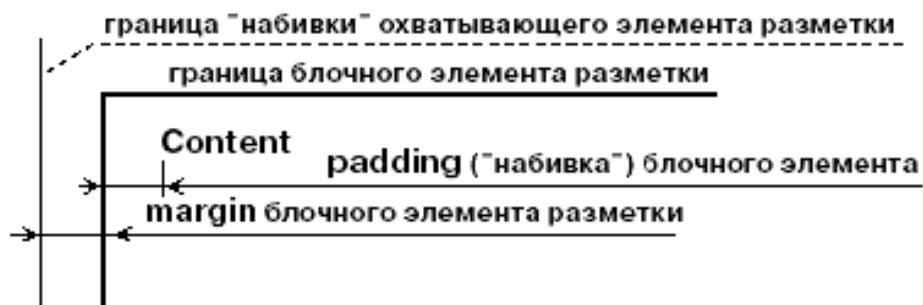 граница "набивки" охватывающего элемента разметки
граница блочного элемента разметки
Content
padding ("набивка") блочного элемента
margin блочного элемента разметки